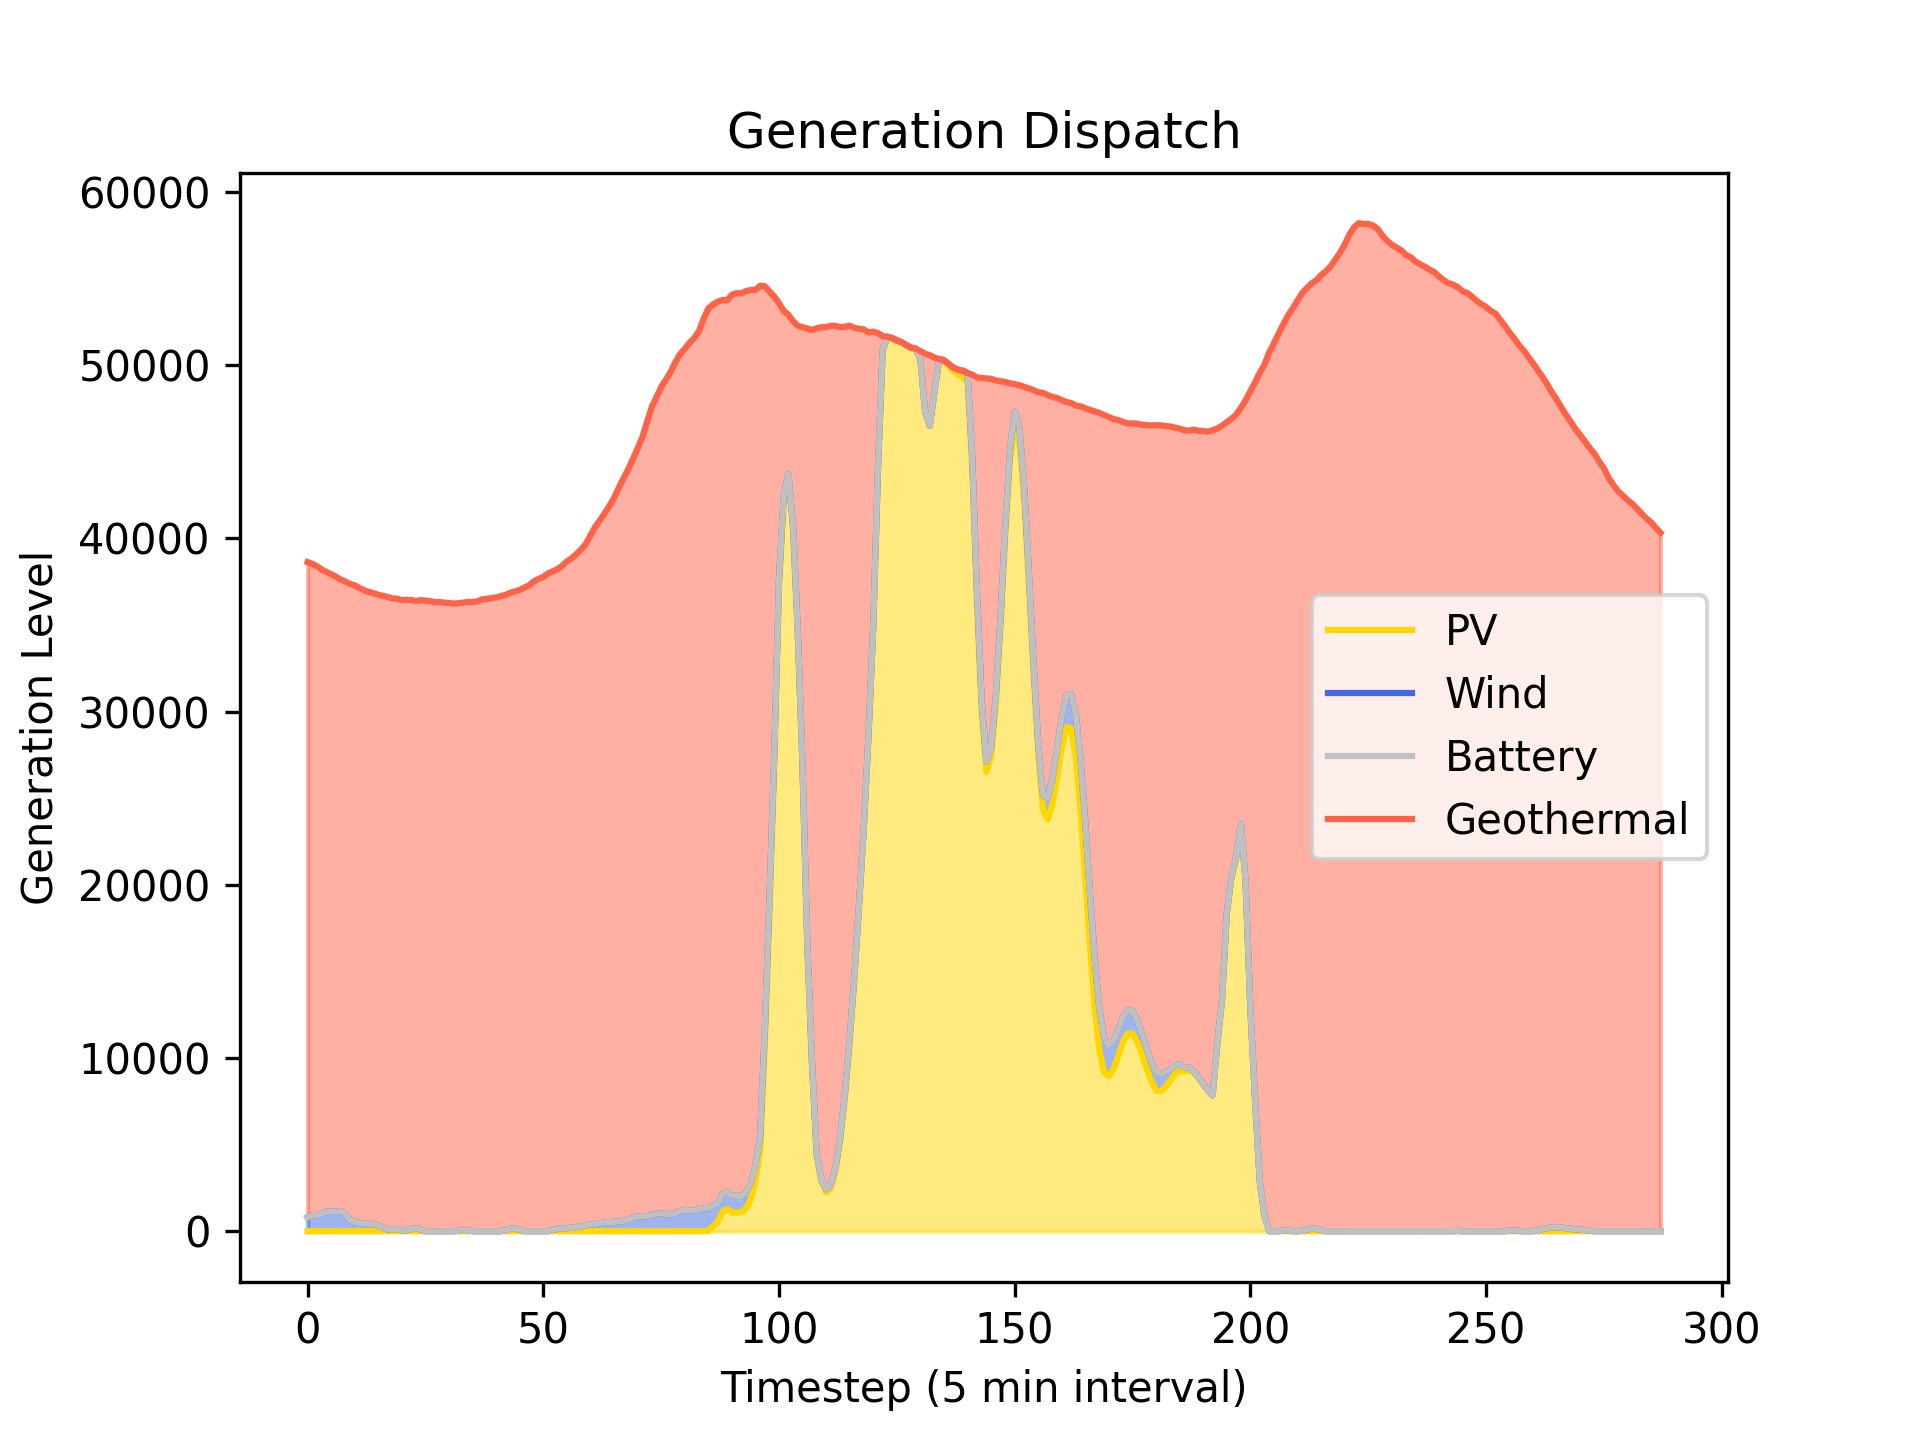 Generation Dispatch
Generation Level
60000
50000
40000
30000
20000
10000
0
PV
Wind
Battery
Geothermal
0 50 100 150 200 250 300
Timestep (5 min interval)